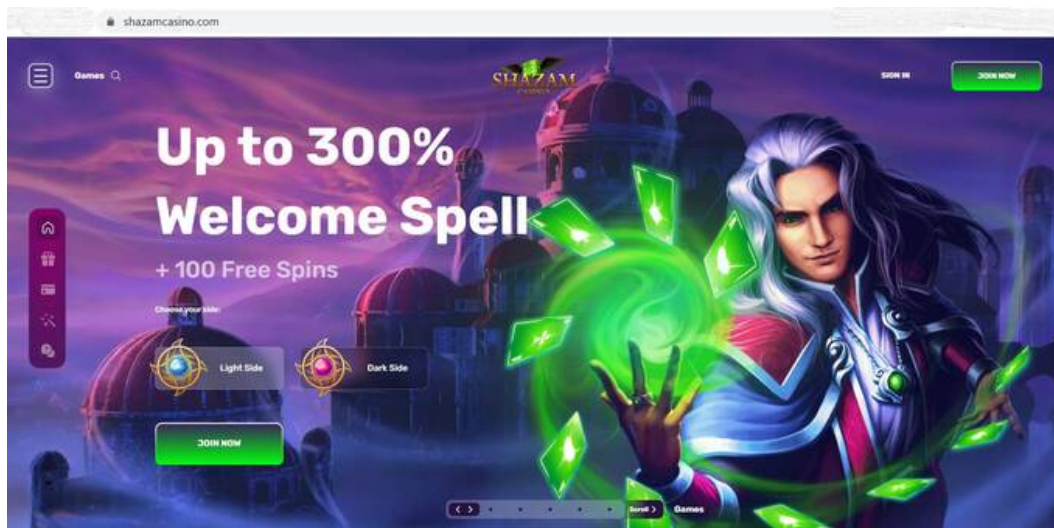 shazamcasino.com
Games
SHAZAM
CASINO
SIGN IN
JOIN NOW
Up to 300%
Welcome Spell
+ 100 Free Spins
Choose your side:
Light Side
Dark Side
JOIN NOW
Scroll
Games